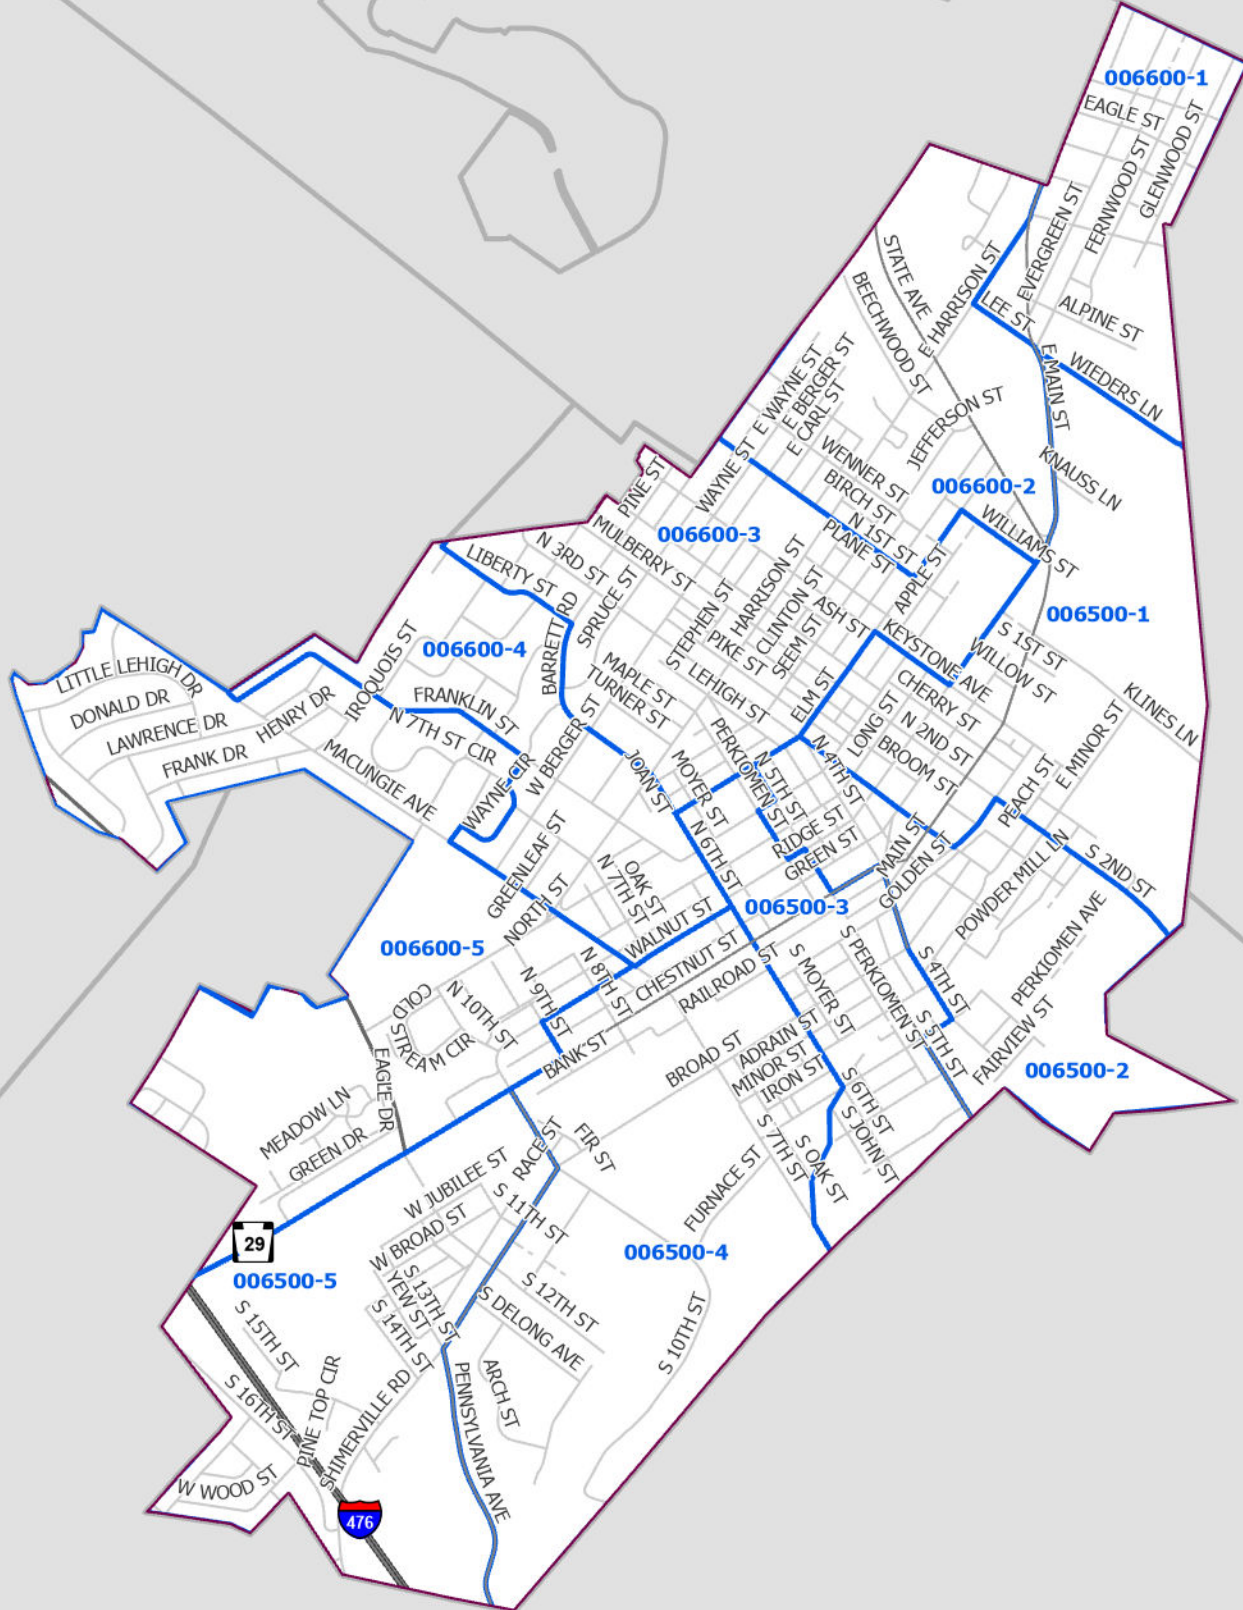 006600-1
EAGLE ST
GLENWOOD ST
FERNWOOD ST
EVERGREEN ST
STATE AVE
E HARRISON ST
BEECHWOOD ST
LEE ST
ALPINE ST
E MAIN ST
WIEDERS LN
E WAYNE ST
E BERGER ST
E CARL ST
JEFFERSON ST
WENNER ST
BIRCH ST
WAYNE ST
KNAUSS LN
PINE ST
006600-2
006600-3
N 1ST ST
PLANE ST
WILLIAMS ST
MULBERRY ST
N 3RD ST
LIBERTY ST
APPLE ST
HARRISON ST
CLINTON ST
SPRUCE ST
STEPHEN ST
ASH ST
006500-1
S 1ST ST
KEYSTONE AVE
WILLOW ST
SEEM ST
PIKE ST
BARRETT RD
006600-4
IROQUOIS ST
LITTLE LEHIGH DR
DONALD DR
LAWRENCE DR
FRANK DR
HENRY DR
FRANKLIN ST
N 7TH ST CIR
MAPLE ST
TURNER ST
LEHIGH ST
ELM ST
CHERRY ST
LONG ST
N 2ND ST
BROOM ST
KLINES LN
E MINOR ST
PEACH ST
MACUNGIE AVE
WAYNE CIR
W BERGER ST
JOAN ST
MOYER ST
PERKIOMEN ST
N 5TH ST
N 4TH ST
RIDGE ST
GREEN ST
MAIN ST
GOLDEN ST
N 6TH ST
GREENLEAF ST
NORTH ST
OAK ST
N 7TH ST
WALNUT ST
006500-3
POWDER MILL LN
S 2ND ST
PERKIOMEN AVE
006600-5
N 8TH ST
N 9TH ST
CHESTNUT ST
RAILROAD ST
S MOYER ST
S PERKIOMEN ST
S 4TH ST
S 5TH ST
FAIRVIEW ST
006500-2
COLD STREAM CIR
N 10TH ST
BANK ST
BROAD ST
ADRAIN ST
MINOR ST
IRON ST
EAGLE DR
MEADOW LN
GREEN DR
S 6TH ST
S JOHN ST
S 7TH ST
S OAK ST
RACE ST
FIR ST
FURNACE ST
W JUBILEE ST
S 11TH ST
W BROAD ST
29
006500-5
006500-4
S 13TH ST
YEW ST
S 14TH ST
S 12TH ST
S DELONG AVE
S 10TH ST
S 15TH ST
S 16TH ST
PINE TOP CIR
SHIMERVILLE RD
ARCH ST
PENNSYLVANIA AVE
W WOOD ST
476